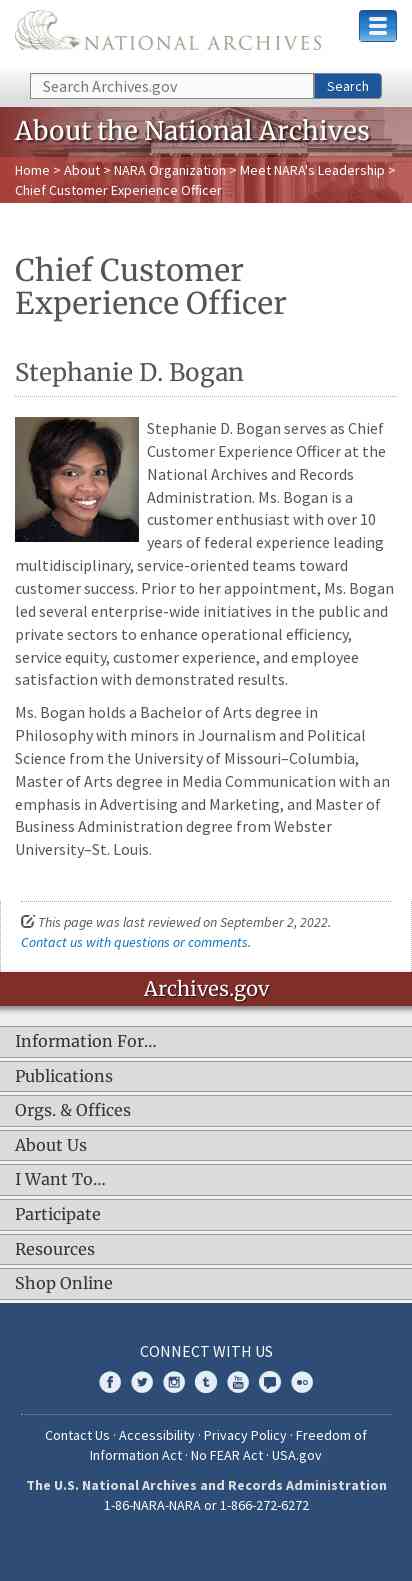 NATIONAL ARCHIVES
Search Archives.gov
Search
About the National Archives
Home > About > NARA Organization > Meet NARA's Leadership >
Chief Customer Experience Officer
Chief Customer
Experience Officer
Stephanie D. Bogan
Stephanie D. Bogan serves as Chief
Customer Experience Officer at the
National Archives and Records
Administration. Ms. Bogan is a
customer enthusiast with over 10
years of federal experience leading
multidisciplinary, service-oriented teams toward
customer success. Prior to her appointment, Ms. Bogan
led several enterprise-wide initiatives in the public and
private sectors to enhance operational efficiency,
service equity, customer experience, and employee
satisfaction with demonstrated results.
Ms. Bogan holds a Bachelor of Arts degree in
Philosophy with minors in Journalism and Political
Science from the University of Missouri–Columbia,
Master of Arts degree in Media Communication with an
emphasis in Advertising and Marketing, and Master of
Business Administration degree from Webster
University–St. Louis.
This page was last reviewed on September 2, 2022.
Contact us with questions or comments.
Archives.gov
Information For…
Publications
Orgs. & Offices
About Us
I Want To…
Participate
Resources
Shop Online
CONNECT WITH US
Contact Us · Accessibility · Privacy Policy · Freedom of
Information Act · No FEAR Act · USA.gov
The U.S. National Archives and Records Administration
1-86-NARA-NARA or 1-866-272-6272